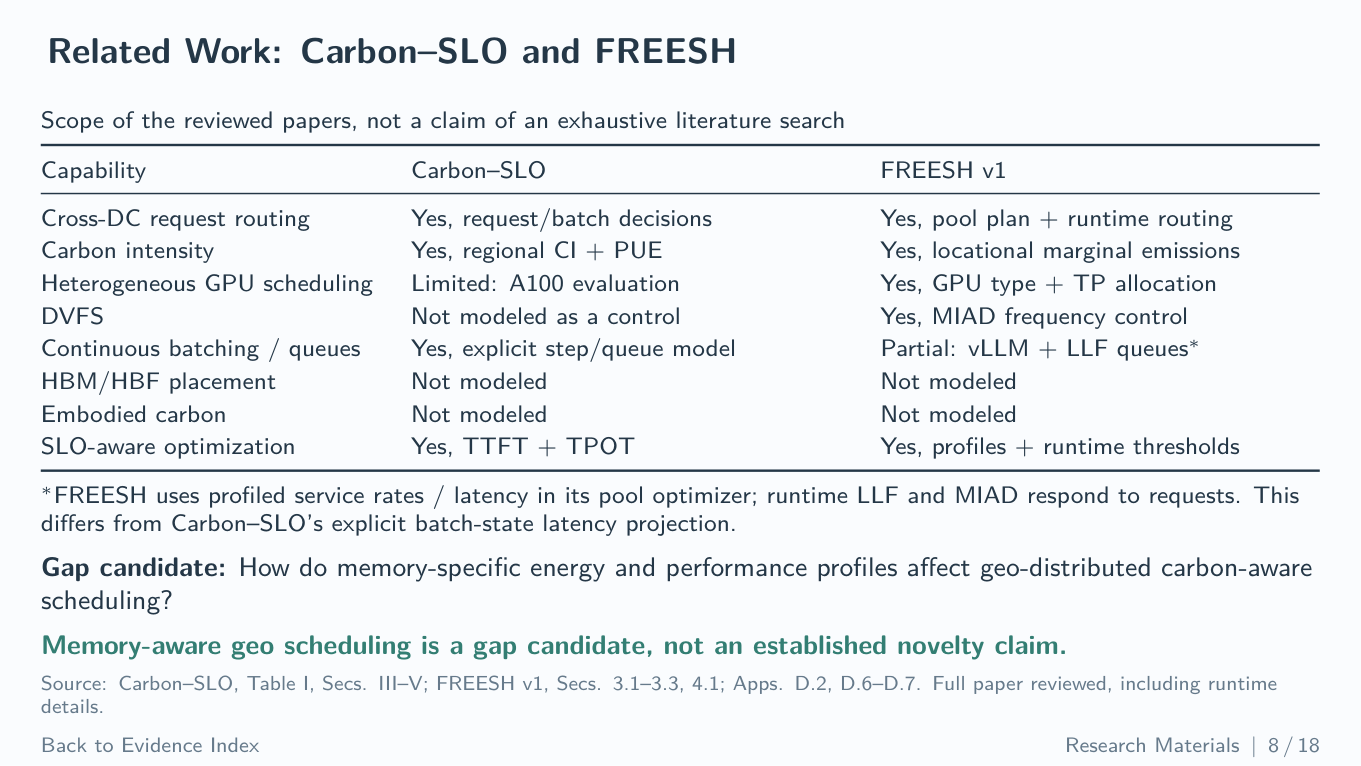 Related Work: Carbon–SLO and FREESH
Scope of the reviewed papers, not a claim of an exhaustive literature search
Capability Carbon–SLO FREESH v1
Cross-DC request routing Yes, request/batch decisions Yes, pool plan + runtime routing
Carbon intensity Yes, regional CI + PUE Yes, locational marginal emissions
Heterogeneous GPU scheduling Limited: A100 evaluation Yes, GPU type + TP allocation
DVFS Not modeled as a control Yes, MIAD frequency control
Continuous batching / queues Yes, explicit step/queue model Partial: vLLM + LLF queues*
HBM/HBF placement Not modeled Not modeled
Embodied carbon Not modeled Not modeled
SLO-aware optimization Yes, TTFT + TPOT Yes, profiles + runtime thresholds
*FREESH uses profiled service rates / latency in its pool optimizer; runtime LLF and MIAD respond to requests. This
differs from Carbon–SLO's explicit batch-state latency projection.
Gap candidate: How do memory-specific energy and performance profiles affect geo-distributed carbon-aware
scheduling?
Memory-aware geo scheduling is a gap candidate, not an established novelty claim.
Source: Carbon–SLO, Table I, Secs. III–V; FREESH v1, Secs. 3.1–3.3, 4.1; Apps. D.2, D.6–D.7. Full paper reviewed, including runtime
details.
Back to Evidence Index Research Materials | 8 / 18